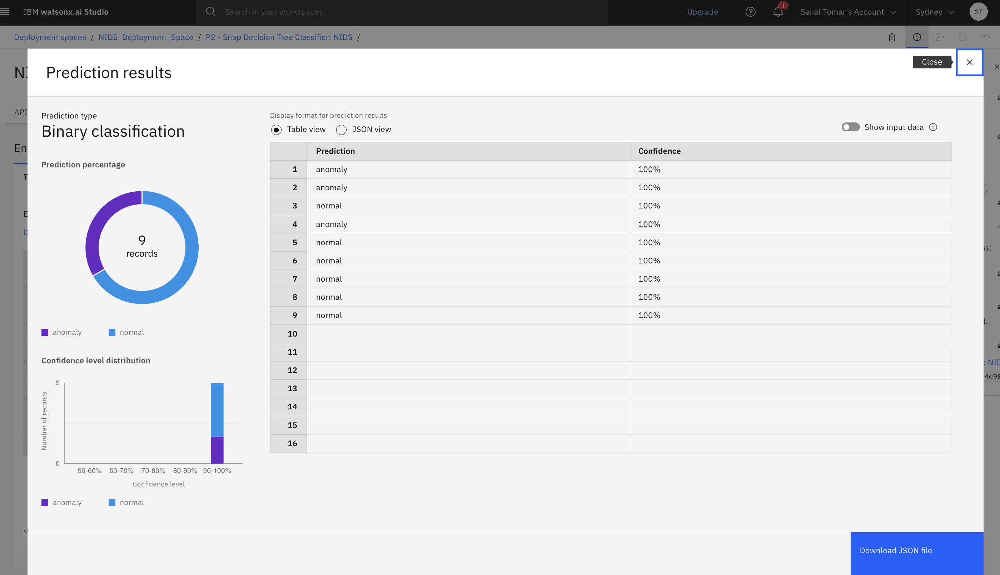 IBM watsonx.ai Studio
Search in your workspaces
Upgrade
1
Saijal Tomar's Account
Sydney
ST
Deployment spaces / NIDS_Deployment_Space / P2 - Snap Decision Tree Classifier: NIDS /
Prediction results
Close
API
Prediction type
Binary classification
Prediction percentage
9
records
anomaly normal
Confidence level distribution
Number of records
9
0
50-60% 60-70% 70-80% 80-90% 90-100%
Confidence level
anomaly normal
Display format for prediction results
Table view JSON view
Show input data
Prediction Confidence
1 anomaly 100%
2 anomaly 100%
3 normal 100%
4 anomaly 100%
5 normal 100%
6 normal 100%
7 normal 100%
8 normal 100%
9 normal 100%
10
11
12
13
14
15
16
Download JSON file